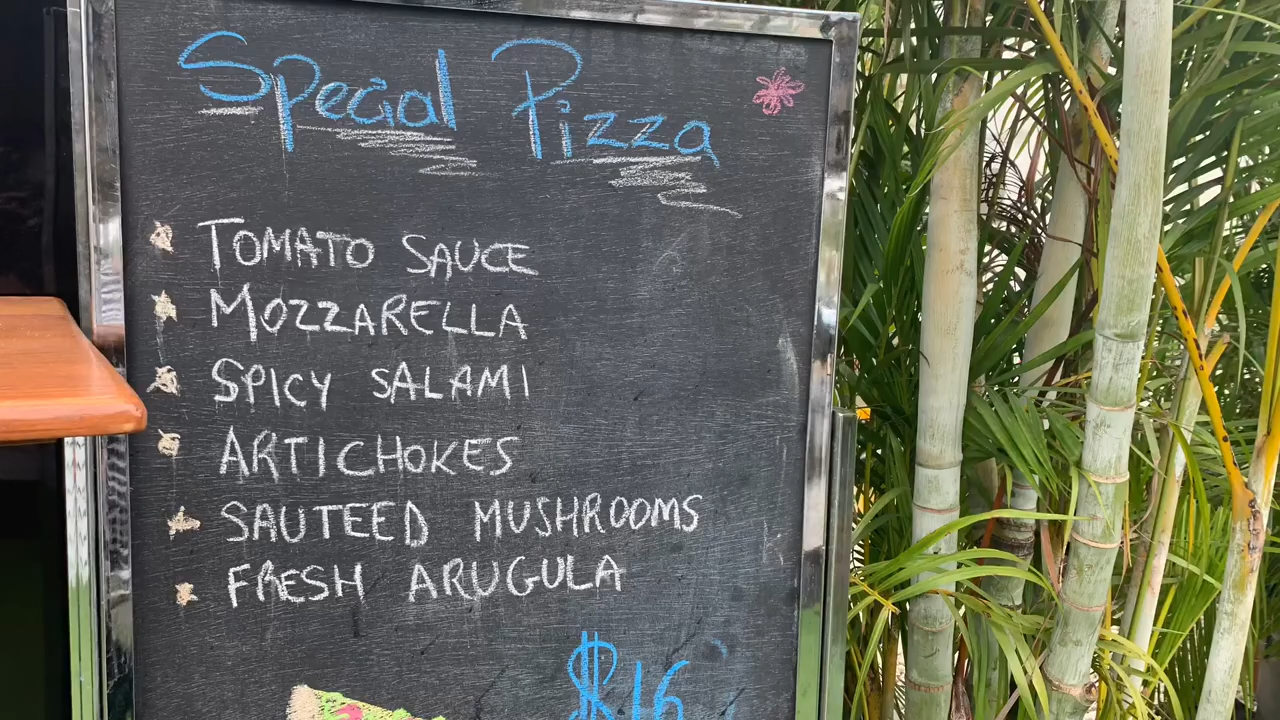 Special Pizza
TOMATO SAUCE
MOZZARELLA
SPICY SALAMI
ARTICHOKES
SAUTEED MUSHROOMS
FRESH ARUGULA
$16